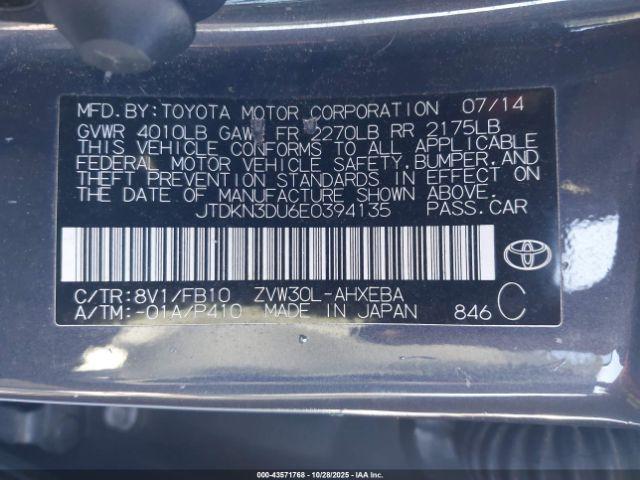 MFD.BY:TOYOTA MOTOR CORPORATION 07/14
GVWR 4010LB GAW FR 2270LB RR 2175LB
THIS VEHICLE CONFORMS TO ALL APPLICABLE
FEDERAL MOTOR VEHICLE SAFETY,BUMPER,AND
THEFT PREVENTION STANDARDS IN EFFECT ON
THE DATE OF MANUFACTURE SHOWN ABOVE.
JTDKN3DU6E0394135 PASS.CAR
C/TR:8V1/FB10 ZVW30L-AHXEBA
A/TM:-01A/P410 MADE IN JAPAN 846 C
000-43571768 - 10/28/2025 - IAAI.CA